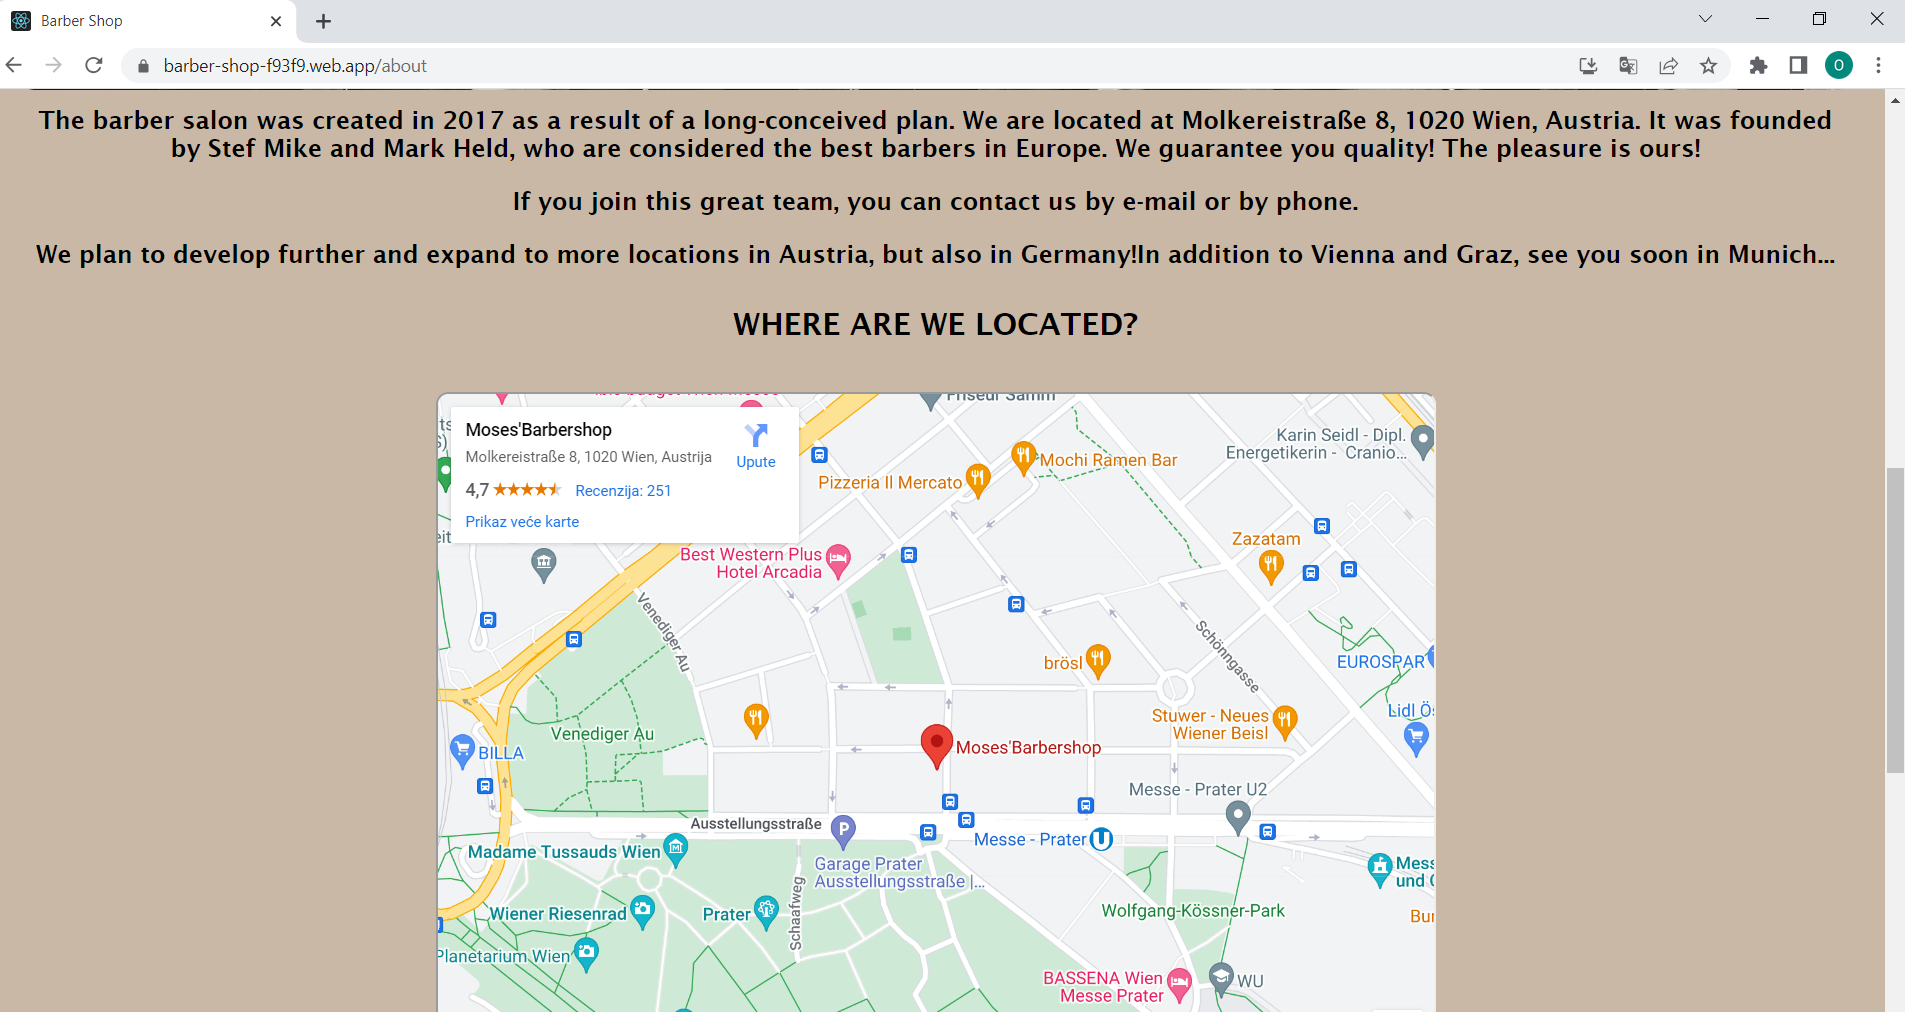 Barber Shop
barber-shop-f93f9.web.app/about
O
The barber salon was created in 2017 as a result of a long-conceived plan. We are located at Molkereistraße 8, 1020 Wien, Austria. It was founded
by Stef Mike and Mark Held, who are considered the best barbers in Europe. We guarantee you quality! The pleasure is ours!
If you join this great team, you can contact us by e-mail or by phone.
We plan to develop further and expand to more locations in Austria, but also in Germany!In addition to Vienna and Graz, see you soon in Munich...
WHERE ARE WE LOCATED?
Moses'Barbershop
Molkereistraße 8, 1020 Wien, Austrija
Upute
4,7
Recenzija: 251
Prikaz veće karte
Friseur Samm
Karin Seidl - Dipl.
Energetikerin - Cranio...
Mochi Ramen Bar
Pizzeria Il Mercato
Zazatam
Best Western Plus
Hotel Arcadia
Venediger Au
Schönngasse
brösl
EUROSPAR
Lidl
Stuwer - Neues
Wiener Beisl
Venediger Au
BILLA
Moses'Barbershop
Messe - Prater U2
Ausstellungsstraße
P
Messe - Prater
U
Madame Tussauds Wien
Garage Prater
Ausstellungsstraße |...
Mess
und
Schaafweg
Wiener Riesenrad
Prater
Wolfgang-Kössner-Park
Planetarium Wien
BASSENA Wien
Messe Prater
WU